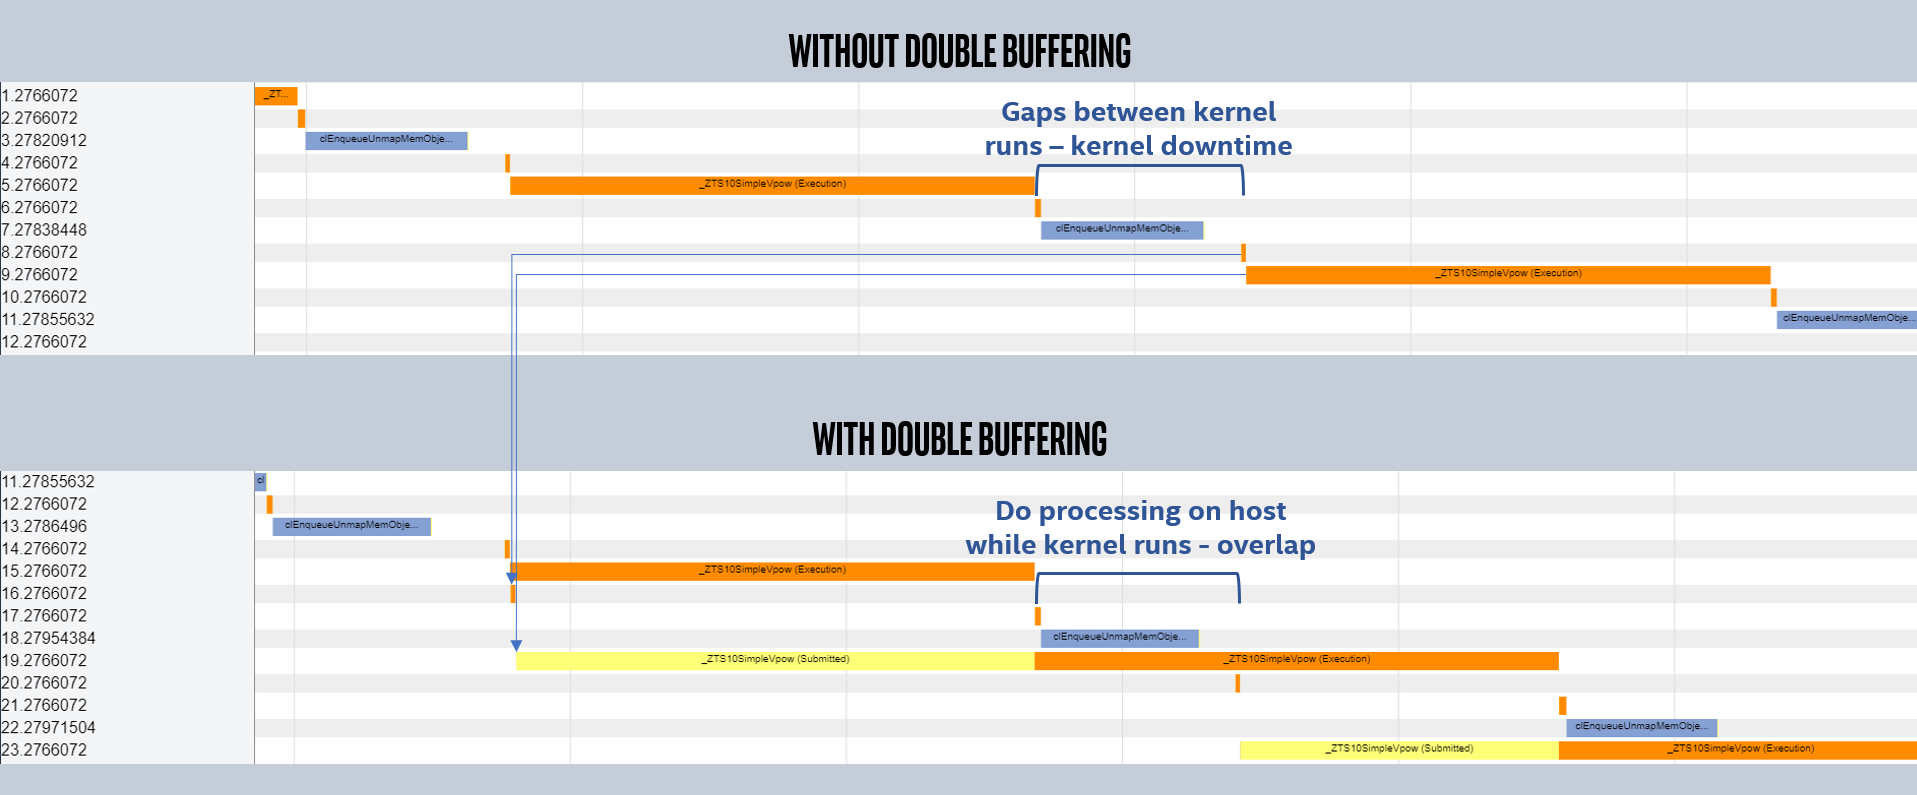 WITHOUT DOUBLE BUFFERING
1.2766072
_ZT...
2.2766072
Gaps between kernel
runs – kernel downtime
3.27820912
clEnqueueUnmapMemObje...
4.2766072
5.2766072
_ZTS10SimpleVpow (Execution)
6.2766072
7.27838448
clEnqueueUnmapMemObje...
8.2766072
9.2766072
_ZTS10SimpleVpow (Execution)
10.2766072
11.27855632
clEnqueueUnmapMemObje...
12.2766072
WITH DOUBLE BUFFERING
11.27855632
cl
12.2766072
Do processing on host
while kernel runs - overlap
13.2786496
clEnqueueUnmapMemObje...
14.2766072
15.2766072
_ZTS10SimpleVpow (Execution)
16.2766072
17.2766072
18.27954384
clEnqueueUnmapMemObje...
19.2766072
_ZTS10SimpleVpow (Submitted)
_ZTS10SimpleVpow (Execution)
20.2766072
21.2766072
22.27971504
clEnqueueUnmapMemObje...
23.2766072
_ZTS10SimpleVpow (Submitted)
_ZTS10SimpleVpow (Execution)